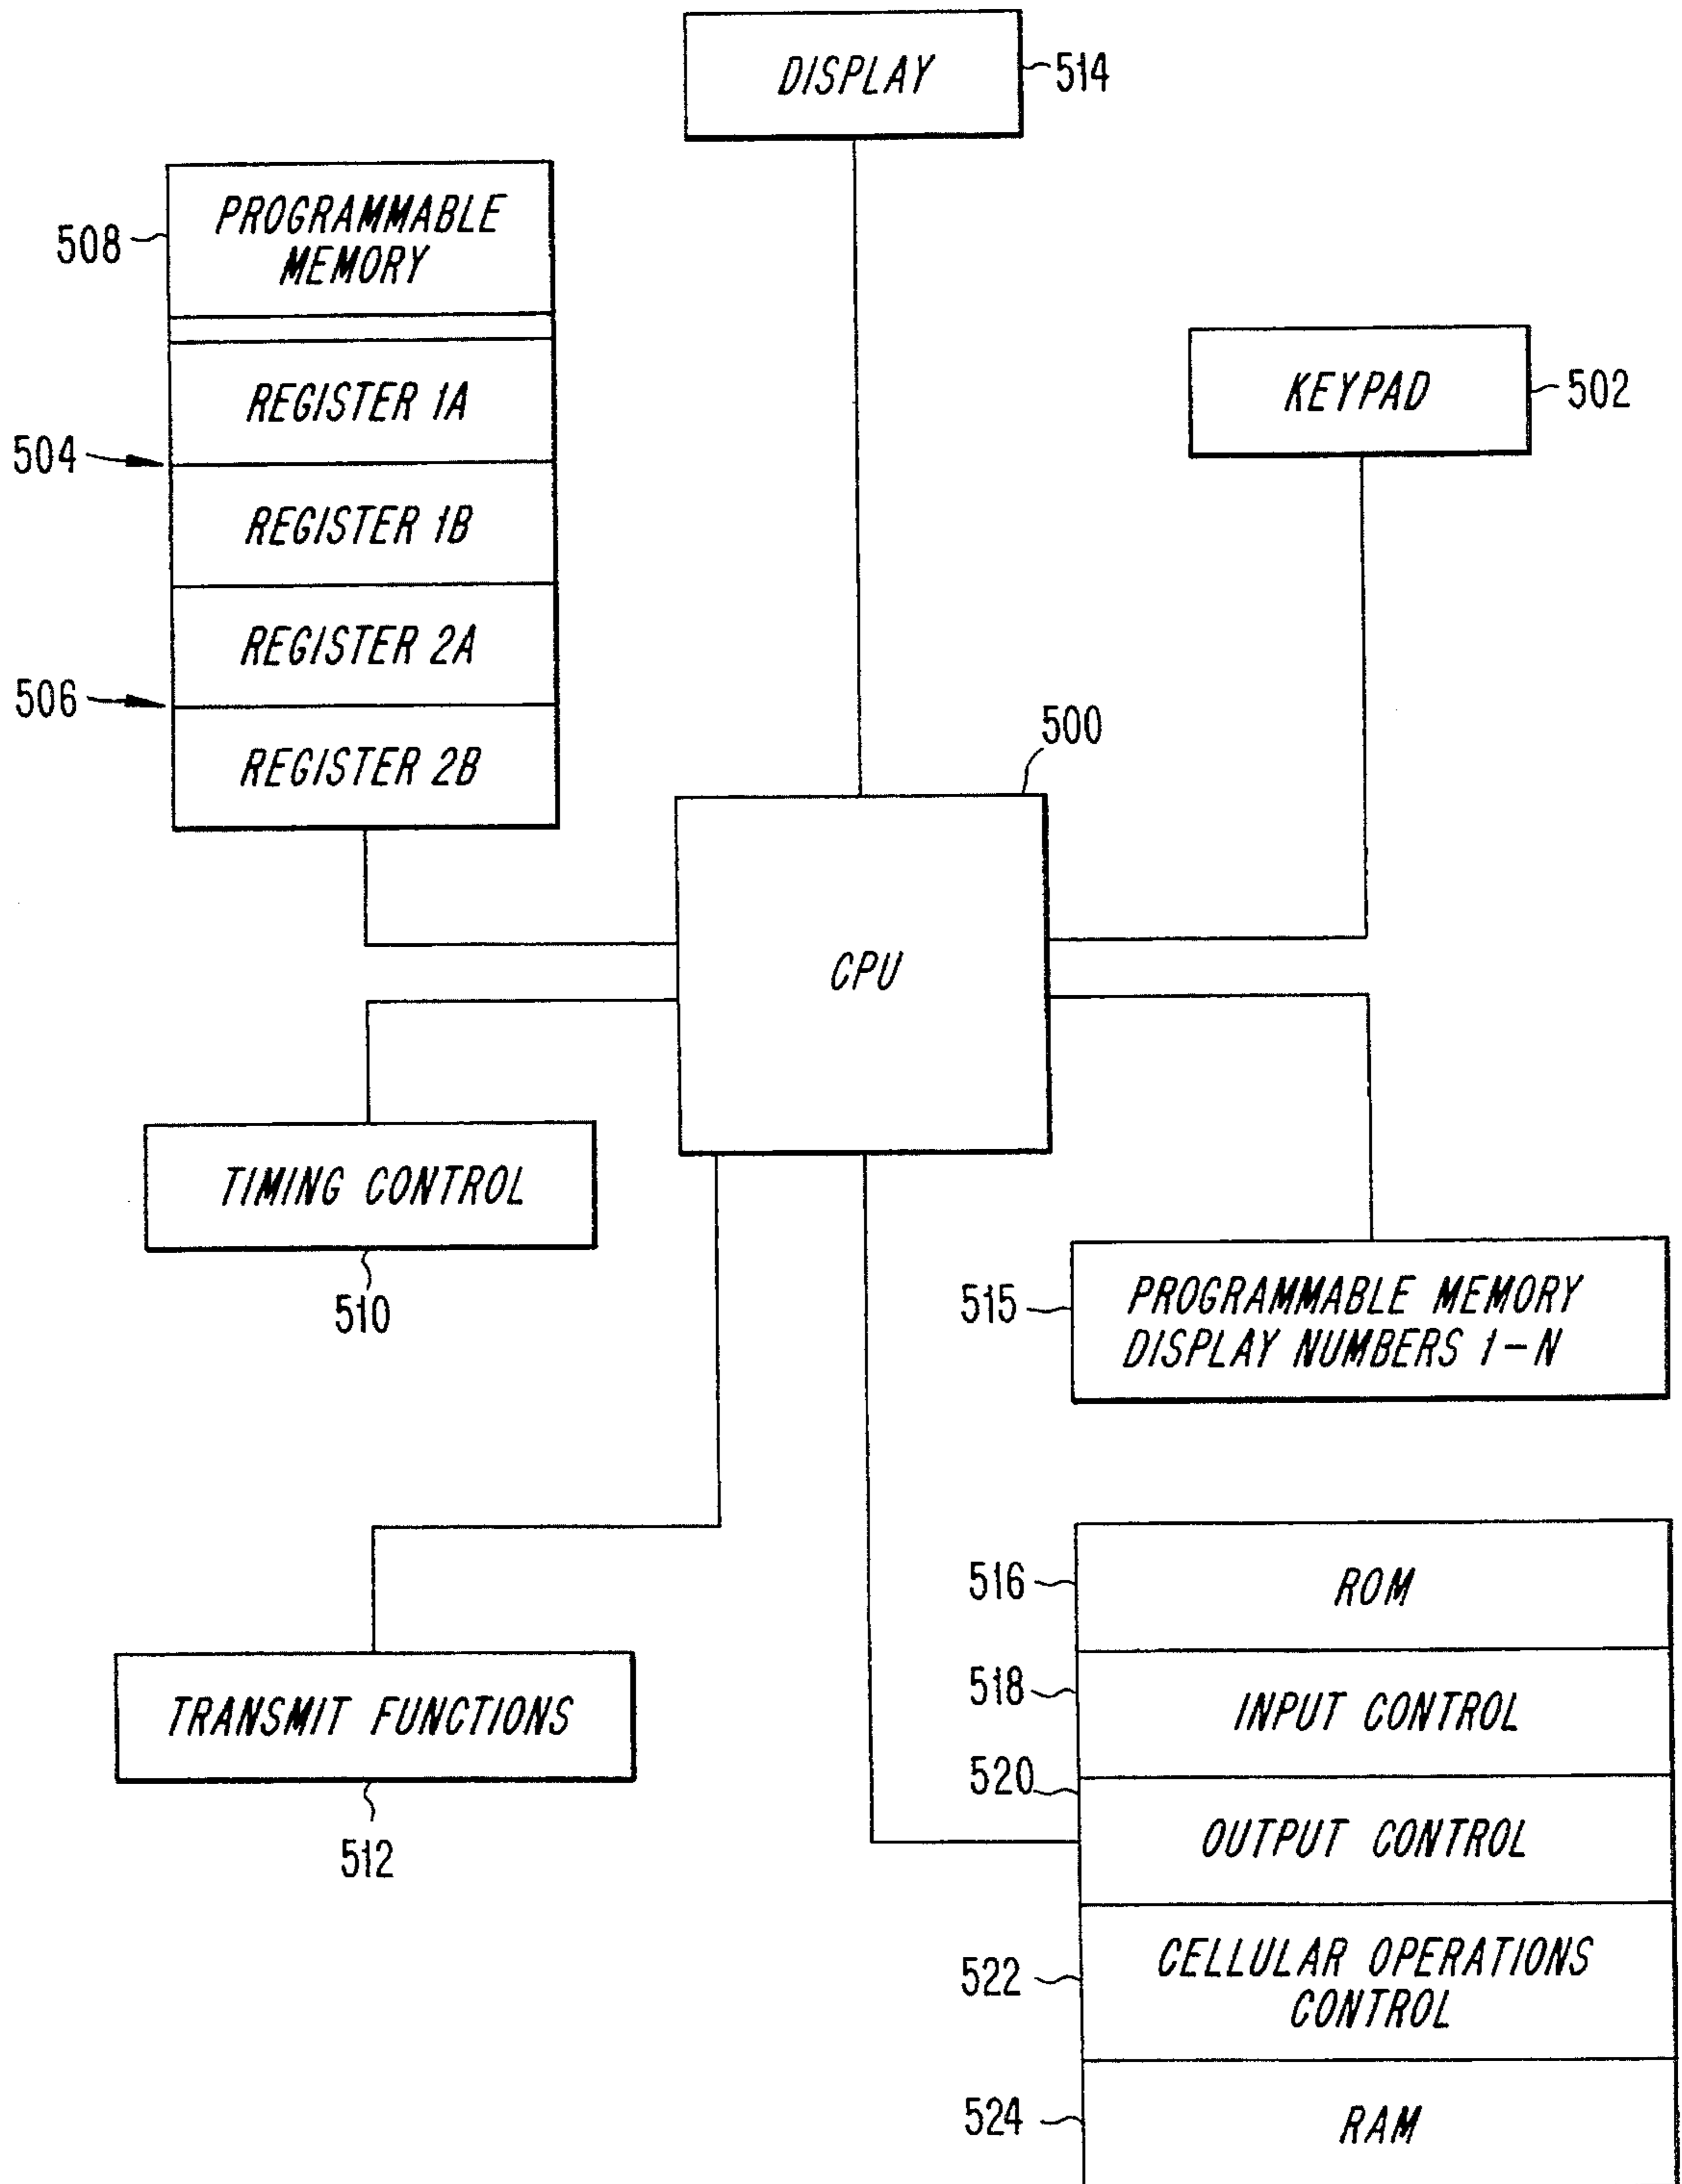 DISPLAY
514
PROGRAMMABLE
MEMORY
508
REGISTER 1A
KEYPAD
502
504
REGISTER 1B
REGISTER 2A
506
REGISTER 2B
500
CPU
TIMING CONTROL
510
515
PROGRAMMABLE MEMORY
DISPLAY NUMBERS 1-N
516
ROM
518
INPUT CONTROL
TRANSMIT FUNCTIONS
512
520
OUTPUT CONTROL
522
CELLULAR OPERATIONS
CONTROL
524
RAM